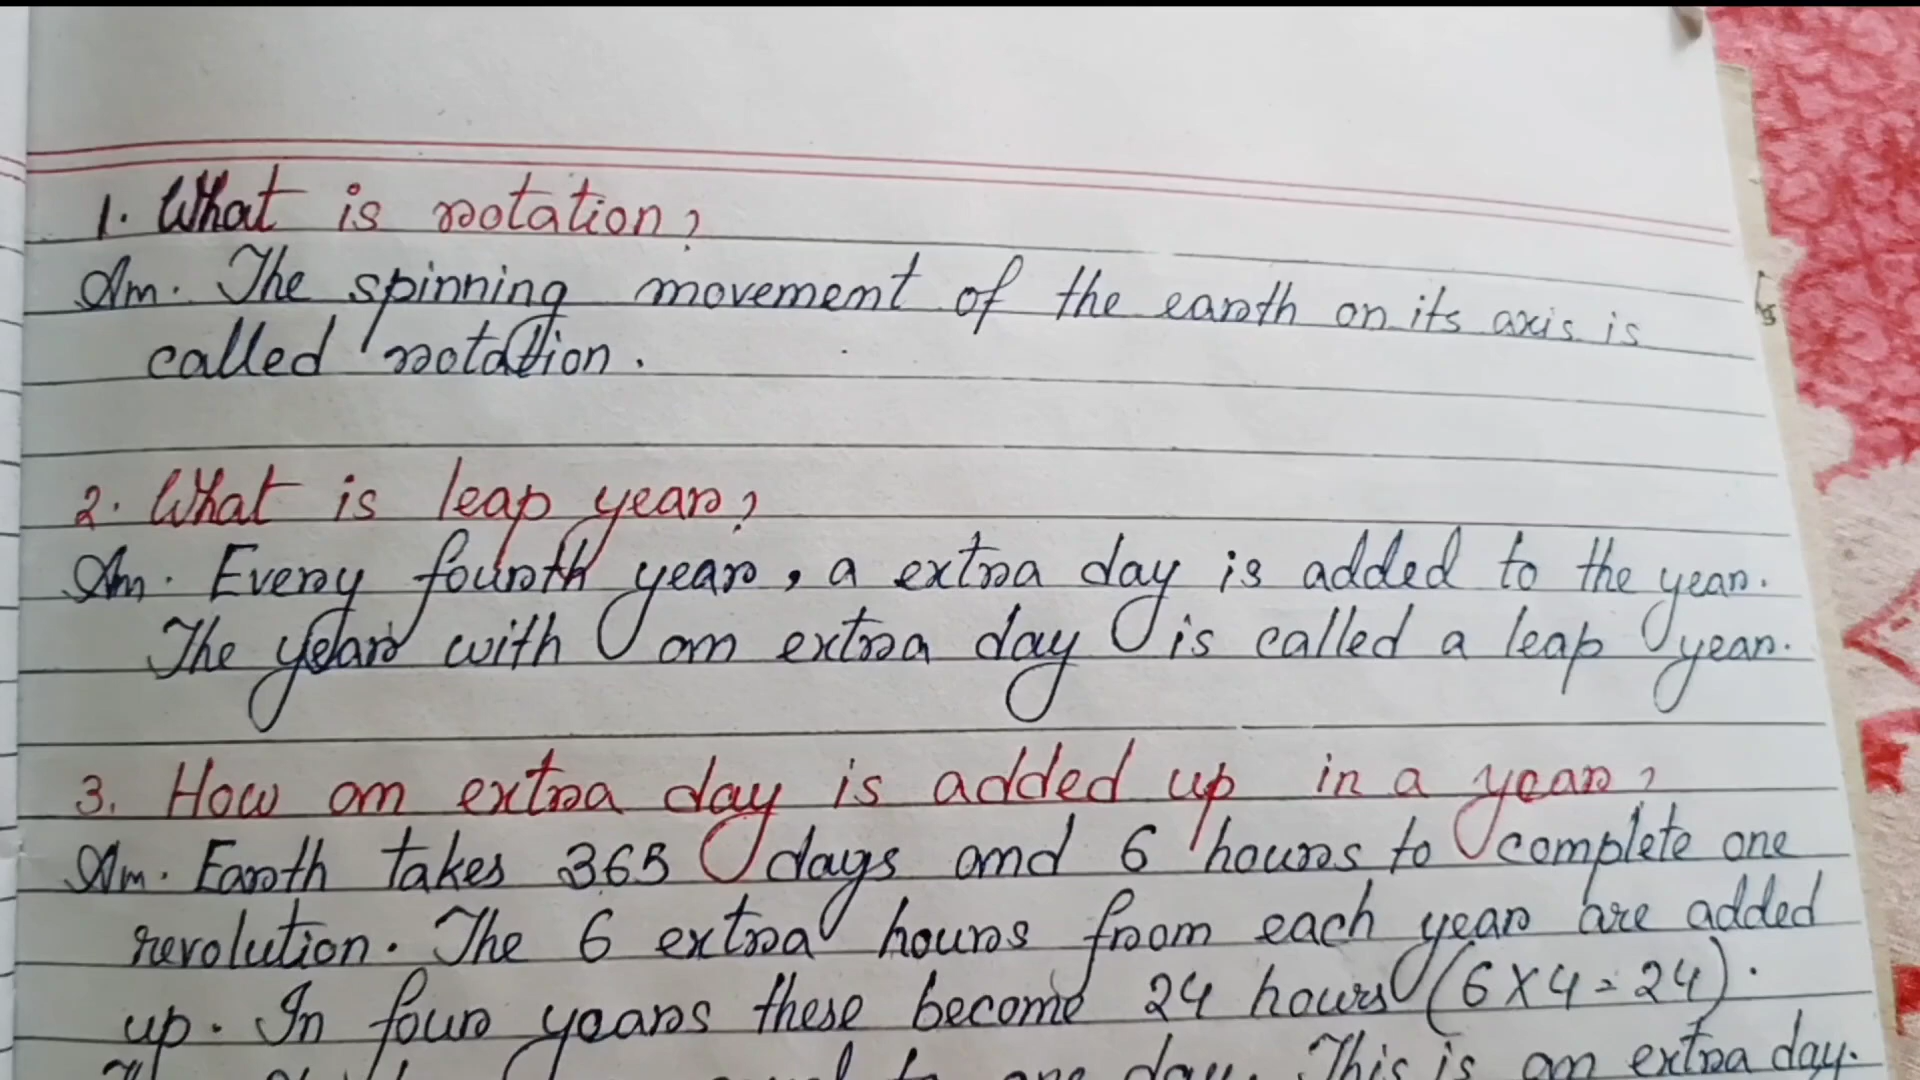 1. What is rotation?
Ans. The spinning movement of the earth on its axis is
called rotation.
2. What is leap year?
Ans. Every fourth year, a extra day is added to the year.
The year with an extra day is called a leap year.
3. How an extra day is added up in a year?
Ans. Earth takes 365 days and 6 hours to complete one
revolution. The 6 extra hours from each year are added
up. In four years these become 24 hours (6×4=24).
one day. This is an extra day.